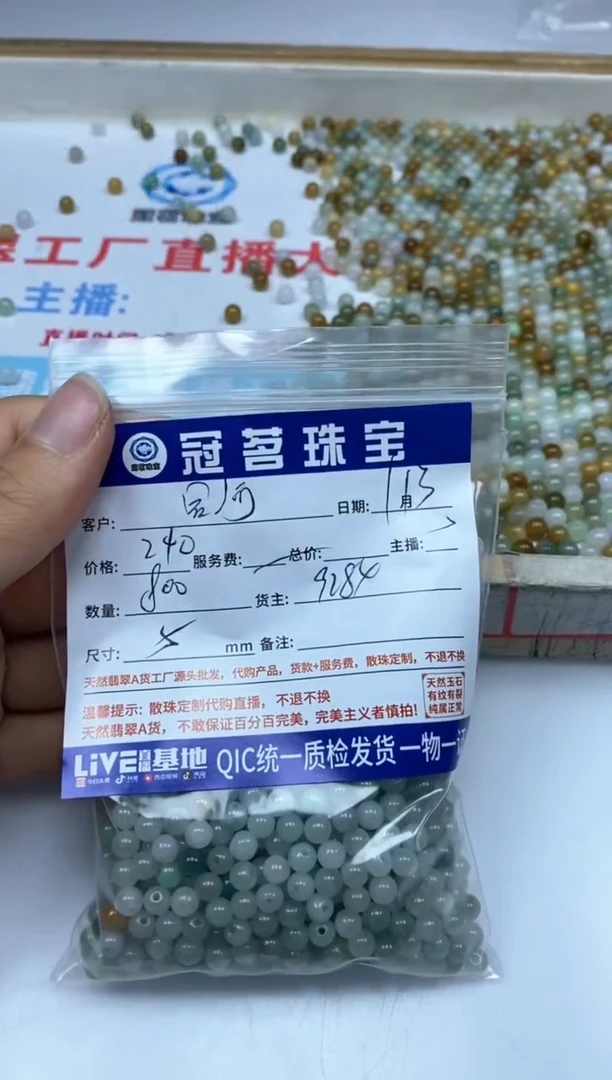 工厂直播大
主播:
冠茗珠宝
客户: 日期: 1月13
价格: 240 服务费: 总价: 主播:
数量: 800 货主: 9284
尺寸: mm 备注:
天然翡翠A货工厂源头批发，代购产品，货款+服务费，散珠定制，不退不换
温馨提示: 散珠定制代购直播，不退不换
天然翡翠A货，不敢保证百分百完美，完美主义者慎拍!
天然玉石
有纹有裂
纯属正常
LiVE直播基地 QIC统一质检发货 一物一证